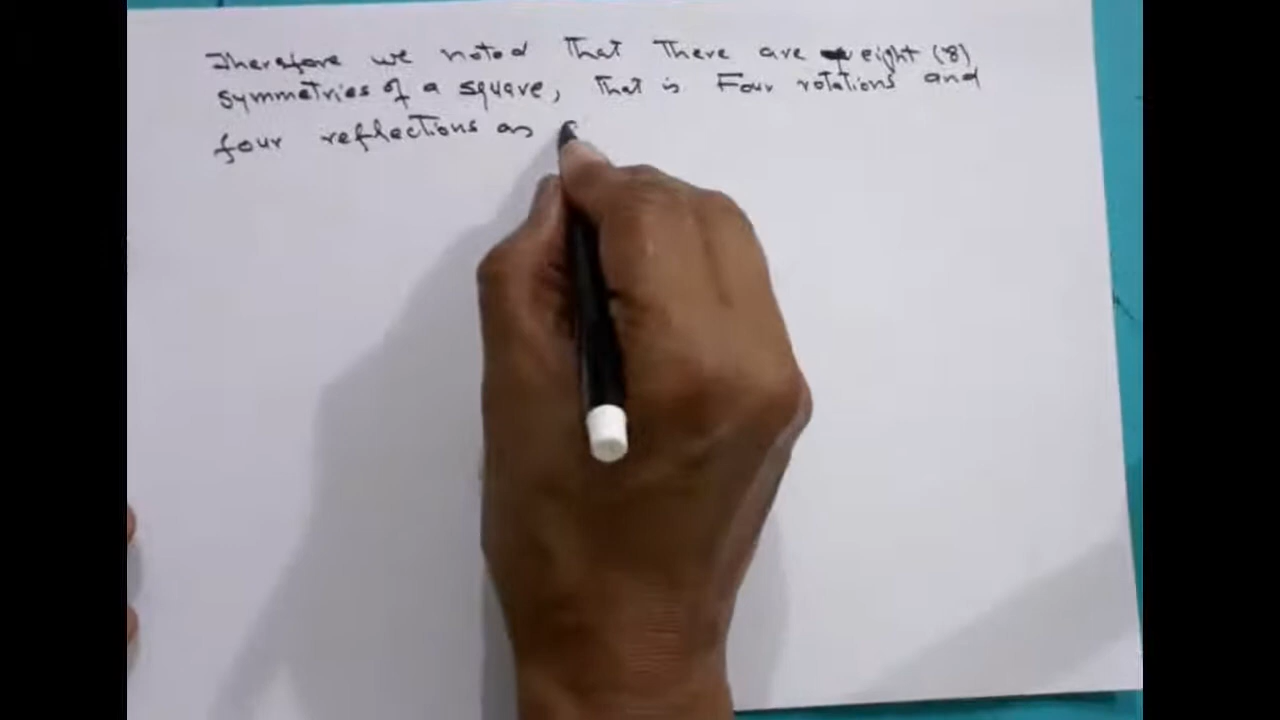 Therefore we noted That There are eight (8)
symmetries of a square, That is Four rotations and
four reflections as